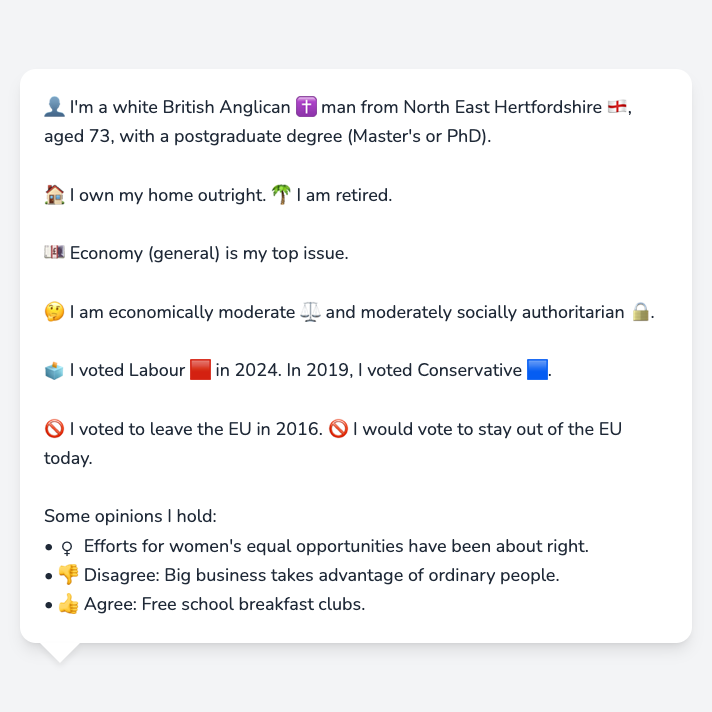 👤 I'm a white British Anglican ✝️ man from North East Hertfordshire 🏴󠁧󠁢󠁥󠁮󠁧󠁿,
aged 73, with a postgraduate degree (Master's or PhD).
🏠 I own my home outright. 🌴 I am retired.
💷 Economy (general) is my top issue.
🤔 I am economically moderate ⚖️ and moderately socially authoritarian 🔒.
🗳️ I voted Labour 🟥 in 2024. In 2019, I voted Conservative 🟦.
🚫 I voted to leave the EU in 2016. 🚫 I would vote to stay out of the EU
today.
Some opinions I hold:
• ♀ Efforts for women's equal opportunities have been about right.
• 👎 Disagree: Big business takes advantage of ordinary people.
• 👍 Agree: Free school breakfast clubs.